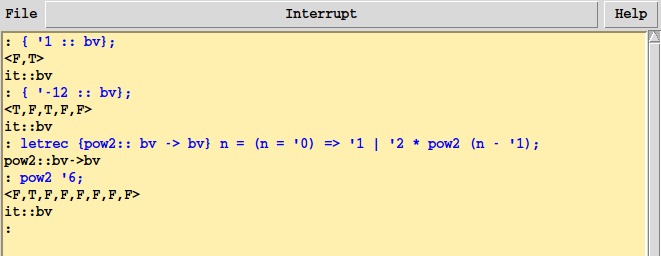 File Interrupt Help
: { '1 :: bv};
<F,T>
it::bv
: { '-12 :: bv};
<T,F,T,F,F>
it::bv
: letrec {pow2:: bv -> bv} n = (n = '0) => '1 | '2 * pow2 (n - '1);
pow2::bv->bv
: pow2 '6;
<F,T,F,F,F,F,F,F>
it::bv
: